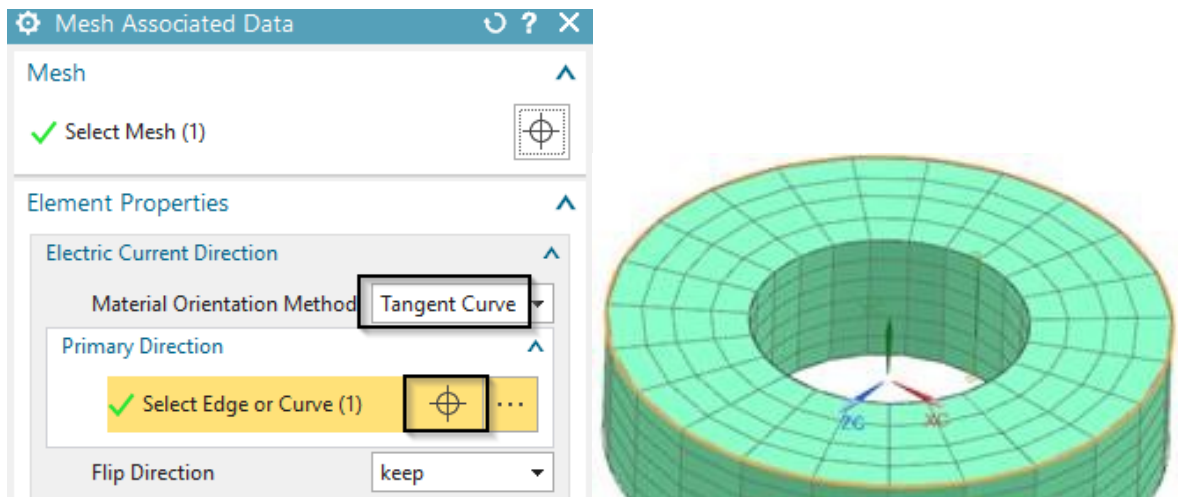 Mesh Associated Data
Mesh
Select Mesh (1)
Element Properties
Electric Current Direction
Material Orientation Method Tangent Curve
Primary Direction
Select Edge or Curve (1)
Flip Direction keep
ZC XC